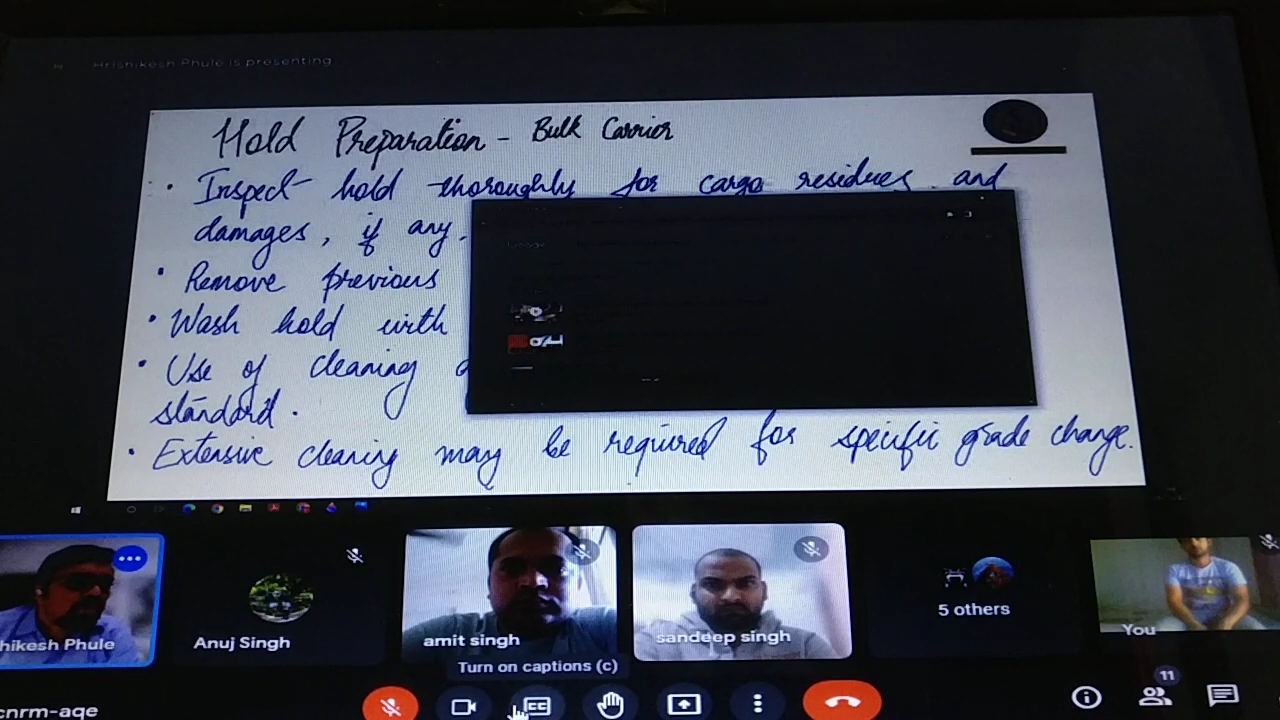 Hrishikesh Phule is presenting
Hold Preparation - Bulk Carrier
• Inspect hold thoroughly for cargo residues and
damages, if any.
• Remove previous
• Wash hold with
• Use of cleaning
standard.
• Extensive cleaning may be required for specific grade change.
hikesh Phule
Anuj Singh
amit singh
sandeep singh
5 others
You
Turn on captions (c)
11
cnrm-aqe
CC